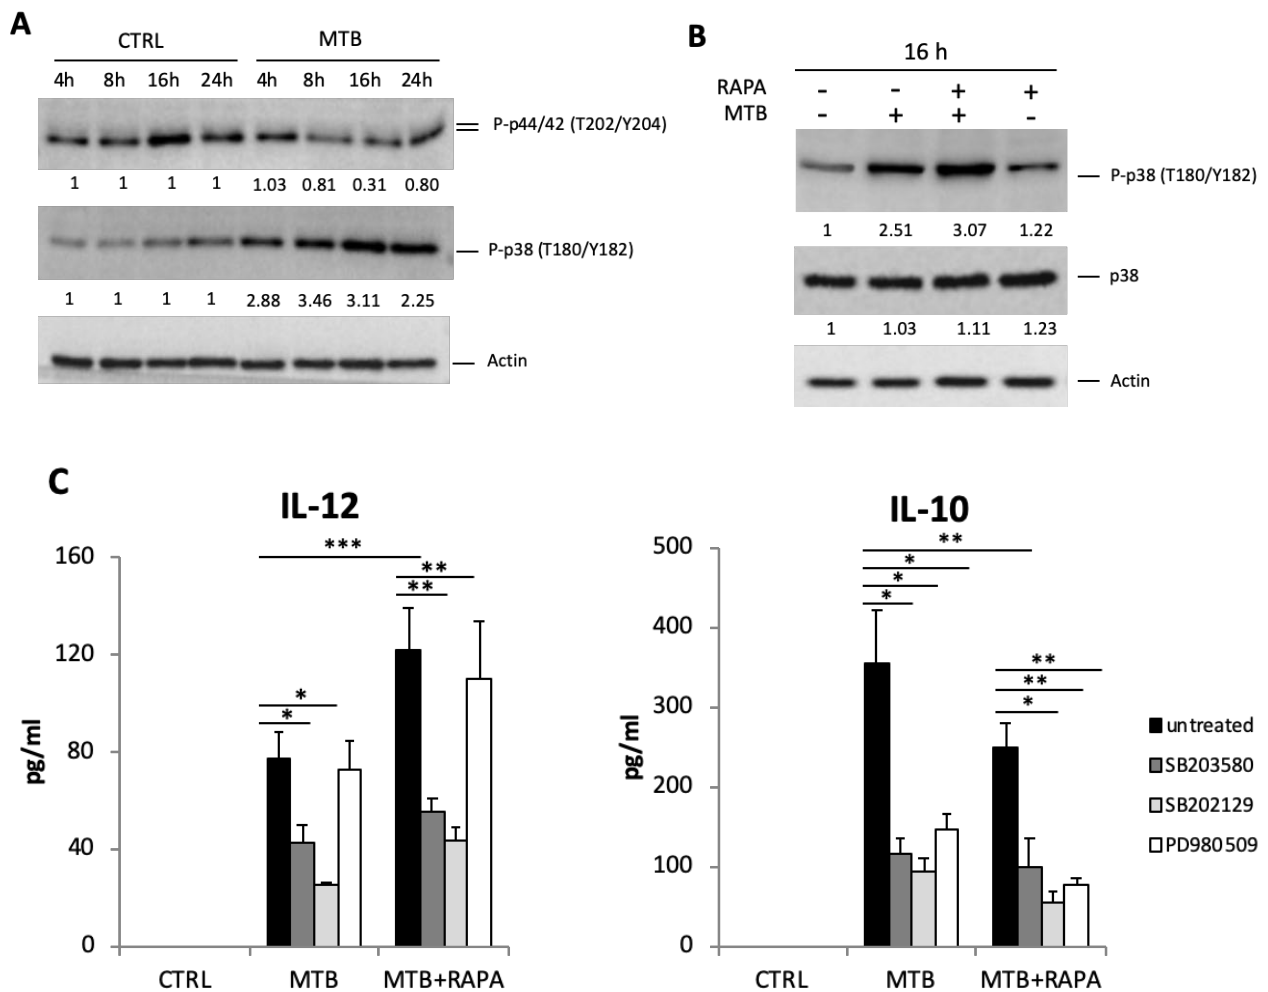 A
CTRL MTB
4h 8h 16h 24h 4h 8h 16h 24h
P-p44/42 (T202/Y204)
1 1 1 1 1.03 0.81 0.31 0.80
P-p38 (T180/Y182)
1 1 1 1 2.88 3.46 3.11 2.25
Actin
B
16 h
RAPA - - + +
MTB - + + -
P-p38 (T180/Y182)
1 2.51 3.07 1.22
p38
1 1.03 1.11 1.23
Actin
C
IL-12
160
120
80
40
0
pg/ml
***
**
**
*
*
CTRL MTB MTB+RAPA
IL-10
500
400
300
200
100
0
pg/ml
**
*
*
*
**
**
*
CTRL MTB MTB+RAPA
untreated
SB203580
SB202129
PD980509